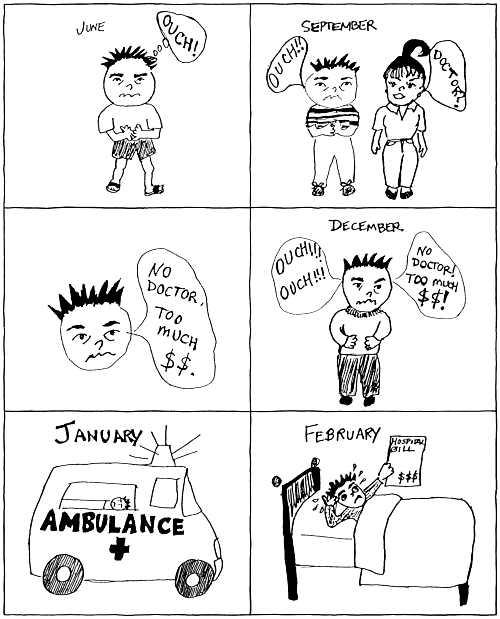 JUNE
OUCH!
SEPTEMBER
OUCH!!
DOCTOR?
NO
DOCTOR,
TOO
MUCH
$$.
DECEMBER
OUCH!!!
OUCH!!!
NO
DOCTOR!
TOO MUCH
$$!
JANUARY
AMBULANCE
FEBRUARY
HOSPITAL
BILL
$$$